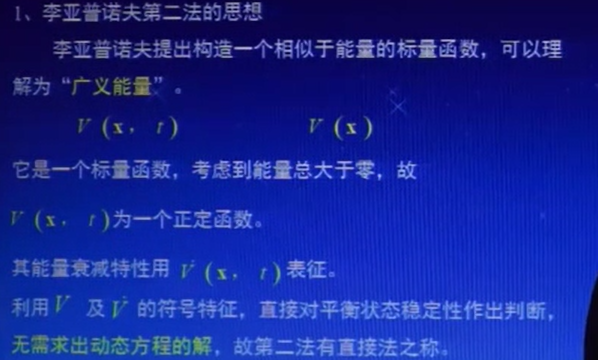 1、李亚普诺夫第二法的思想
李亚普诺夫提出构造一个相似于能量的标量函数，可以理
解为“广义能量”。
V（x，t） V（x）
它是一个标量函数，考虑到能量总大于零，故
V（x，t）为一个正定函数。
其能量衰减特性用 V̇（x，t）表征。
利用V 及V̇ 的符号特征，直接对平衡状态稳定性作出判断，
无需求出动态方程的解，故第二法有直接法之称。